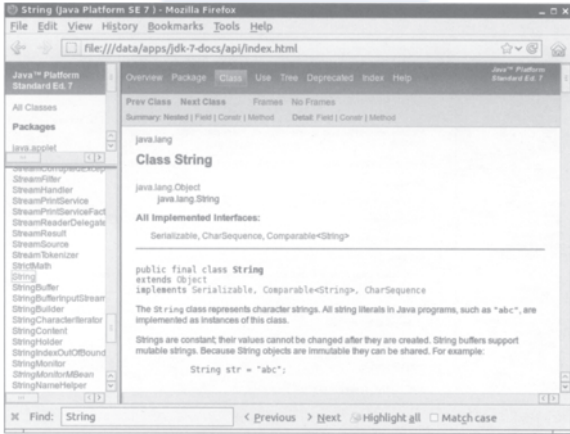 String (Java Platform SE 7 ) - Mozilla Firefox
File Edit View History Bookmarks Tools Help
file:///data/apps/jdk-7-docs/api/index.html
Java™ Platform
Standard Ed. 7
All Classes
Packages
java.applet
StreamFilter
StreamHandler
StreamPrintService
StreamPrintServiceFact
StreamReaderDelegate
StreamResult
StreamSource
StreamTokenizer
StrictMath
String
StringBuffer
StringBufferInputStream
StringBuilder
StringCharacterIterator
StringContent
StringHolder
StringIndexOutOfBound
StringMonitor
StringMonitorMBean
StringNameHelper
Overview Package Class Use Tree Deprecated Index Help
Java™ Platform
Standard Ed. 7
Prev Class Next Class Frames No Frames
Summary: Nested | Field | Constr | Method Detail: Field | Constr | Method
java.lang
Class String
java.lang.Object
java.lang.String
All Implemented Interfaces:
Serializable, CharSequence, Comparable<String>
public final class String
extends Object
implements Serializable, Comparable<String>, CharSequence
The String class represents character strings. All string literals in Java programs, such as "abc", are
implemented as instances of this class.
Strings are constant; their values cannot be changed after they are created. String buffers support
mutable strings. Because String objects are immutable they can be shared. For example:
String str = "abc";
Find: String Previous Next Highlight all Match case